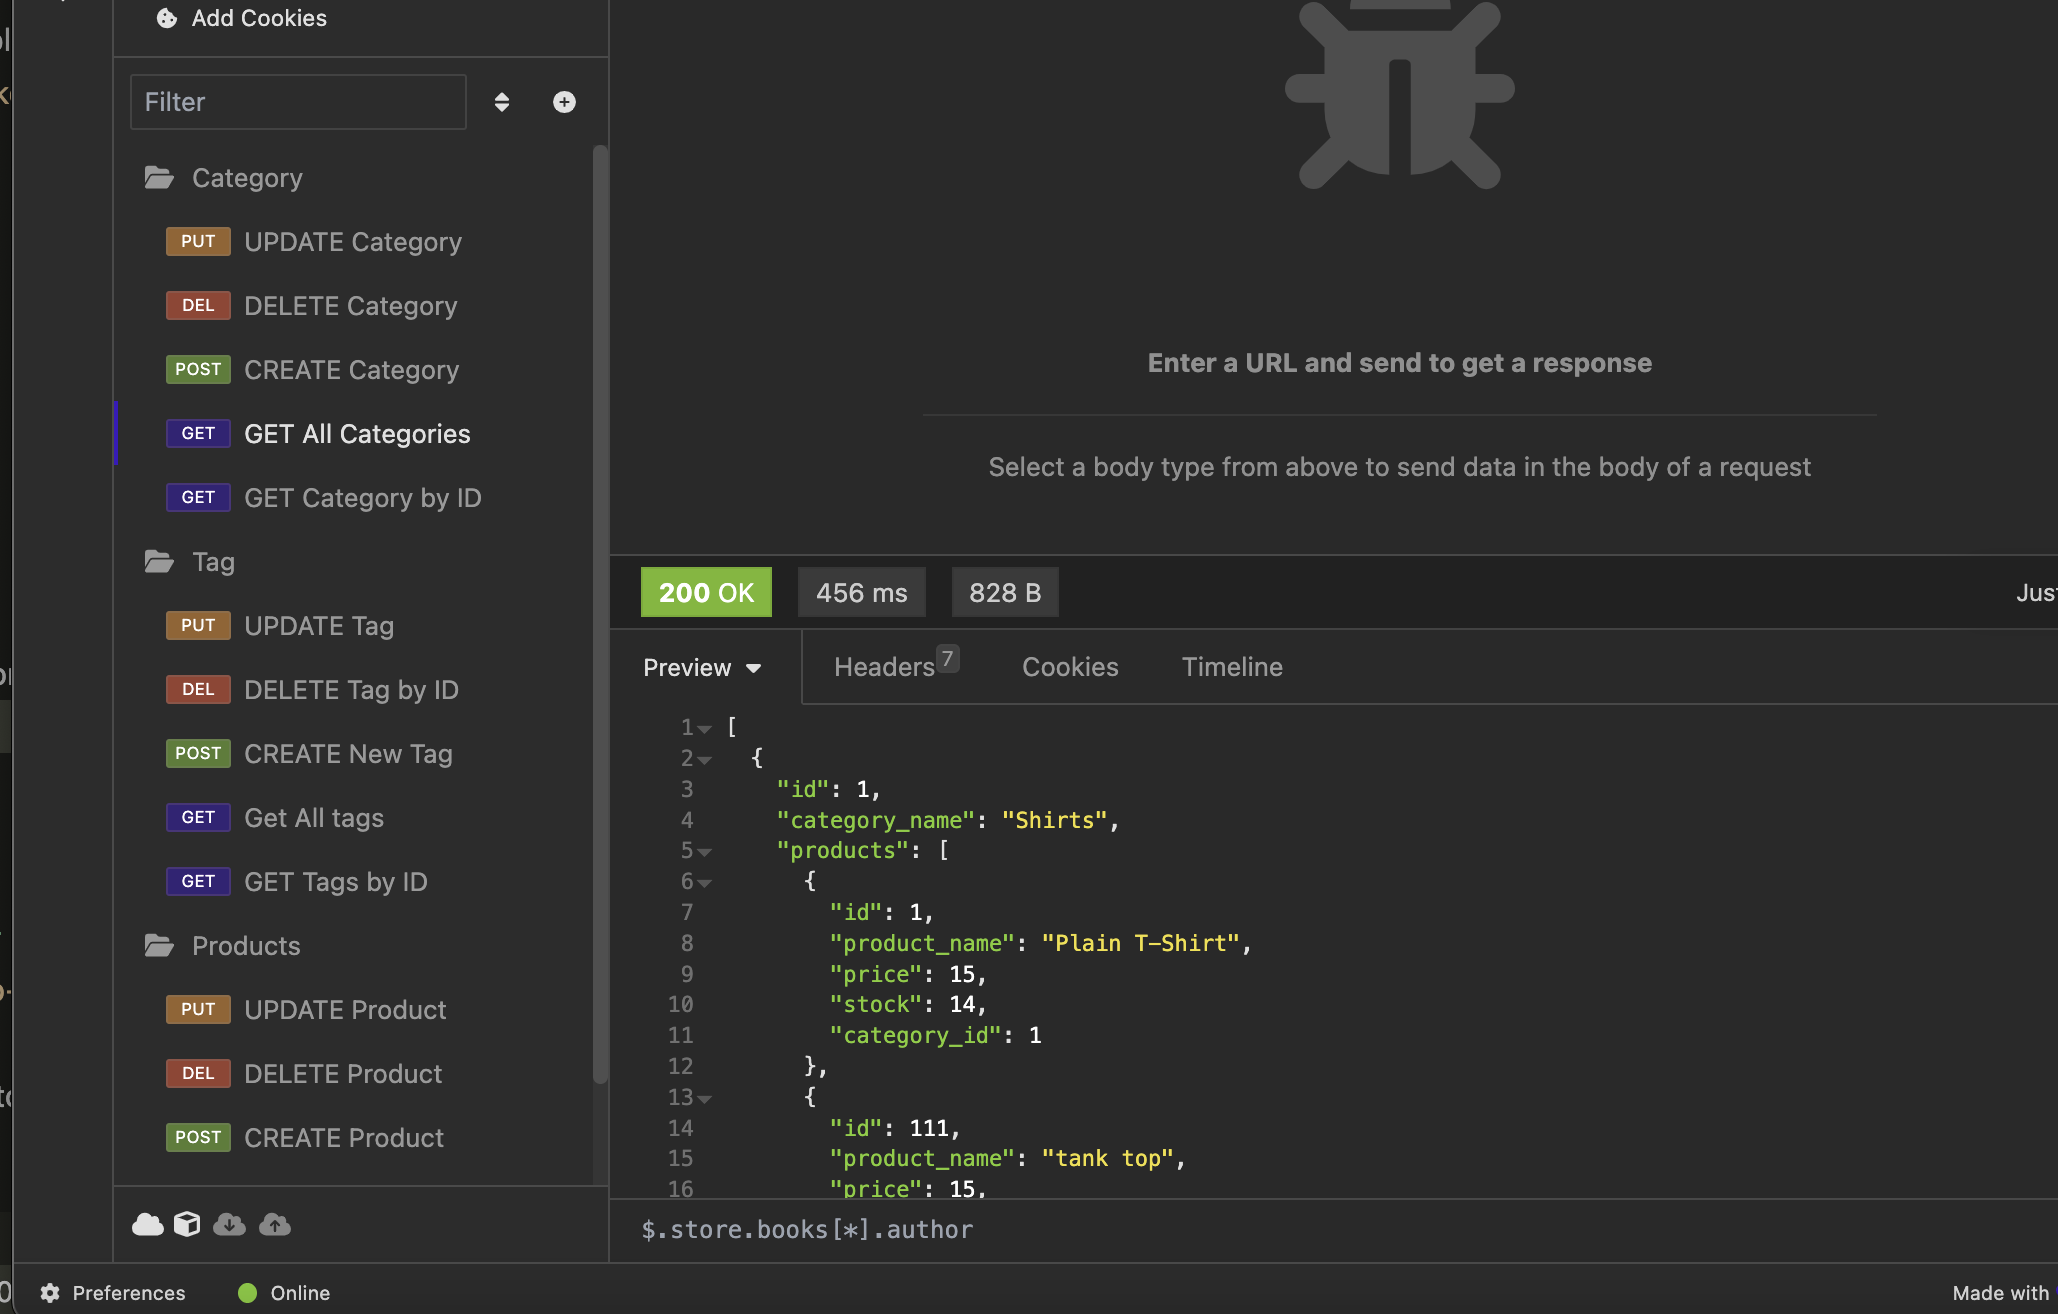 Add Cookies
Filter
Category
PUT UPDATE Category
DEL DELETE Category
POST CREATE Category
GET GET All Categories
GET GET Category by ID
Tag
PUT UPDATE Tag
DEL DELETE Tag by ID
POST CREATE New Tag
GET Get All tags
GET GET Tags by ID
Products
PUT UPDATE Product
DEL DELETE Product
POST CREATE Product
Enter a URL and send to get a response
Select a body type from above to send data in the body of a request
200 OK 456 ms 828 B Just
Preview Headers 7 Cookies Timeline
1 [
2 {
3 "id": 1,
4 "category_name": "Shirts",
5 "products": [
6 {
7 "id": 1,
8 "product_name": "Plain T-Shirt",
9 "price": 15,
10 "stock": 14,
11 "category_id": 1
12 },
13 {
14 "id": 111,
15 "product_name": "tank top",
16 "price": 15,
$.store.books[*].author
Preferences Online Made with